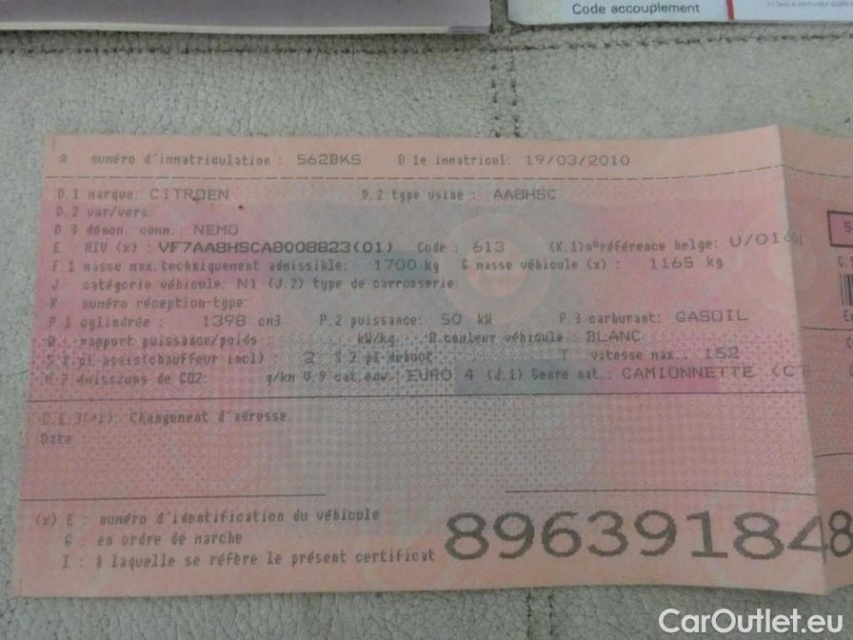 Code accouplement
A numéro d'immatriculation : 562BKS B le immatricul: 19/03/2010
D.1 marque: CITROEN D.2 type usine : AABHSC
D.2 var/vers:
D.3 dénom. comm.: NEMO
E RIV (x) : VF7AABHSCAB008823(01) Code : 613 (K.1)a°référence belge: U/016
F.1 masse max.techniquement admissible: 1700 kg G masse véhicule (x) : 1165 kg
J catégorie véhicule: N1 (J.2) type de carrosserie:
K numéro réception-type:
P.1 cylindrée : 1398 cm3 P.2 puissance: 50 kW P.3 carburant: GASOIL
Q. rapport puissance/poids : kW/kg R.couleur véhicule: BLANC
S.1 pl assis(chauffeur incl) : 2 S.2 pl debout T vitesse max.: 152
V.7 émissions de CO2: g/km V.9 cat.env.: EURO 4 (d.1) Genre nat.: CAMIONNETTE (C
Changement d'adresse
Date
(x) E : numéro d'identification du véhicule
G : en ordre de marche
I : à laquelle se réfère le présent certificat
896391848
CarOutlet.eu